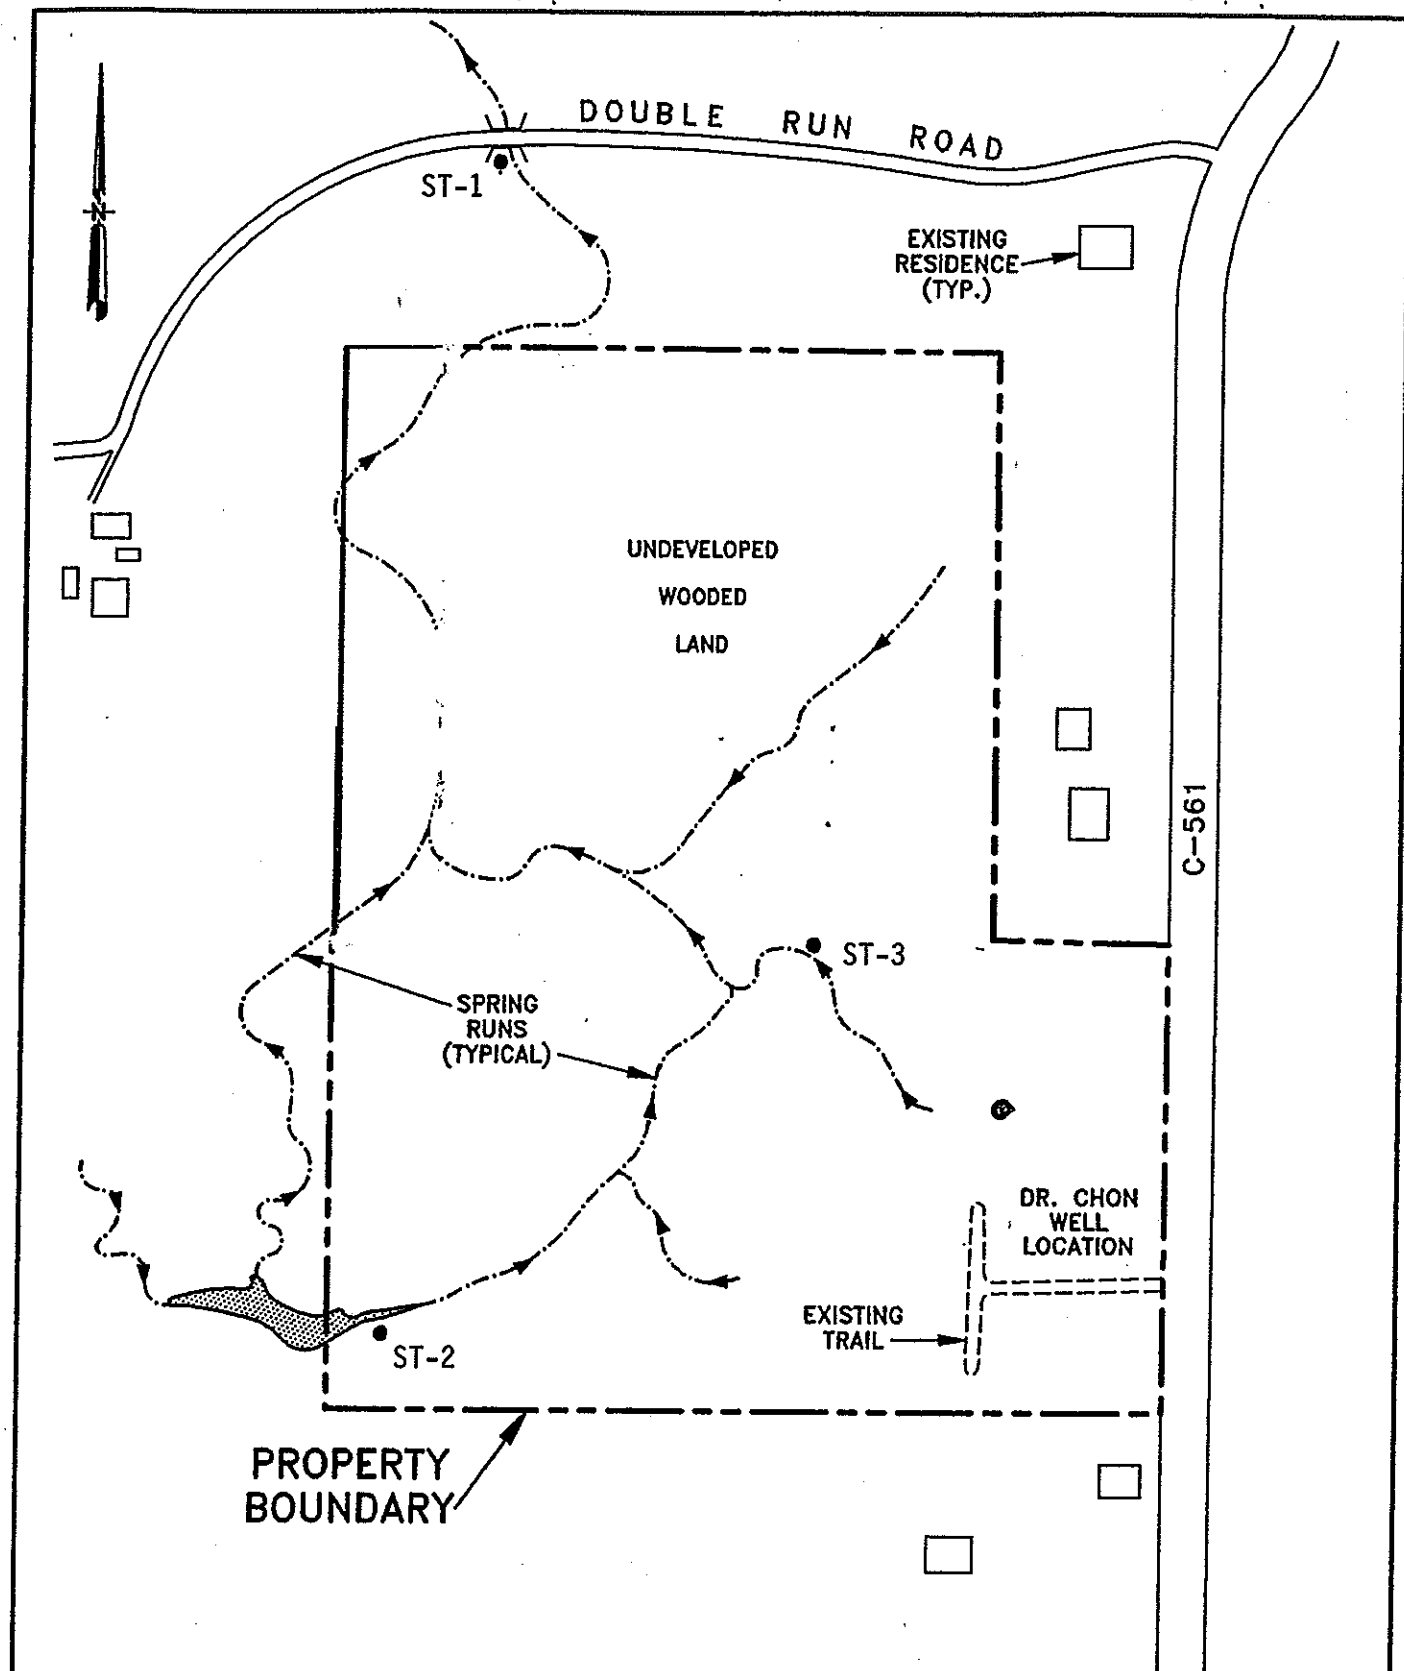 DOUBLE RUN ROAD
ST-1
N
EXISTING
RESIDENCE
(TYP.)
UNDEVELOPED
WOODED
LAND
C-561
ST-3
SPRING
RUNS
(TYPICAL)
DR. CHON
WELL
LOCATION
EXISTING
TRAIL
ST-2
PROPERTY
BOUNDARY